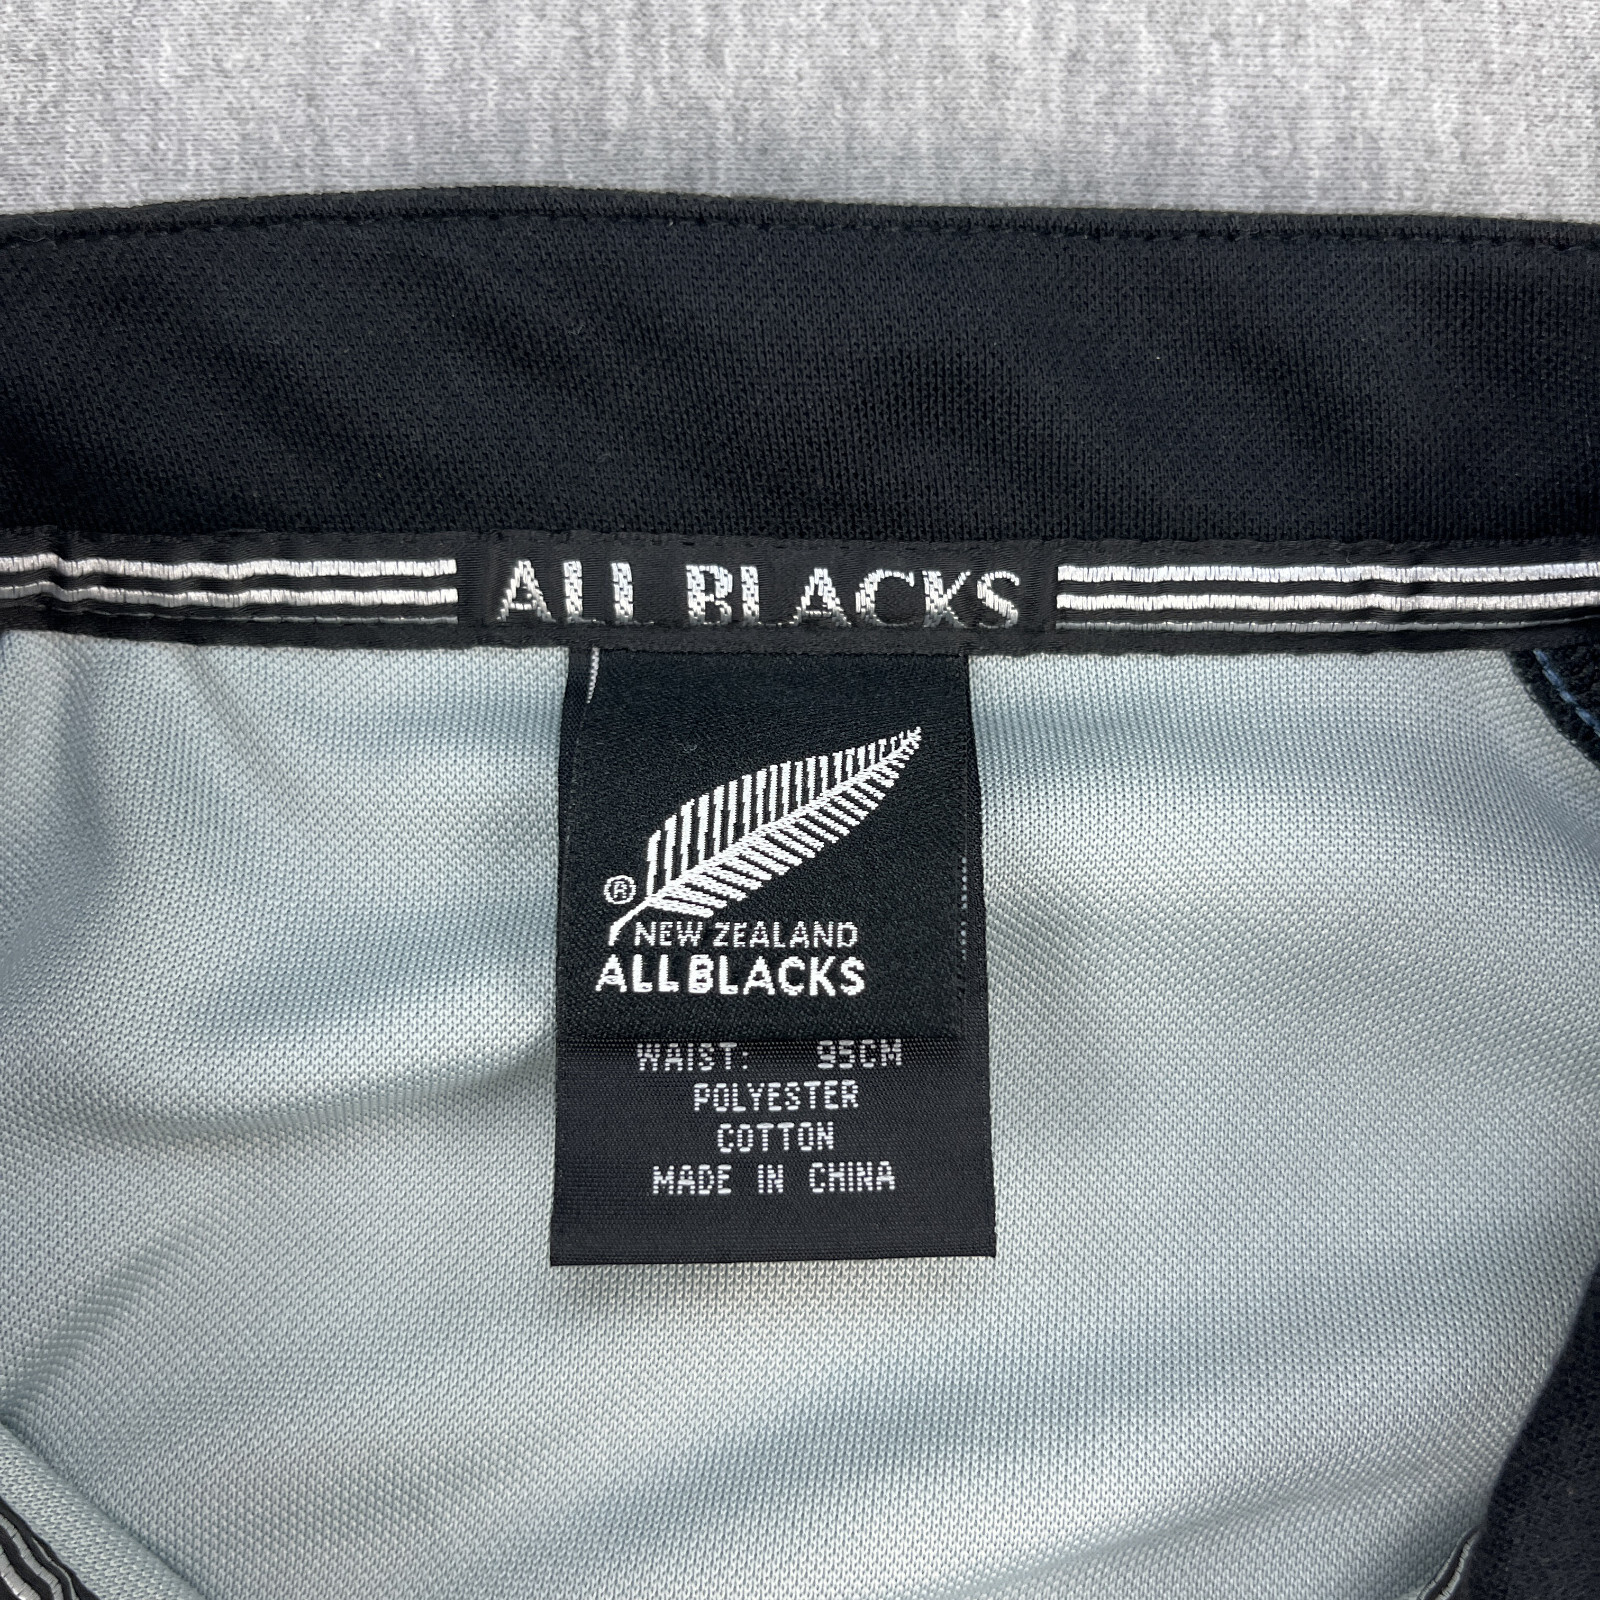 ALL BLACKS
®
NEW ZEALAND
ALL BLACKS
WAIST: 95CM
POLYESTER
COTTON
MADE IN CHINA